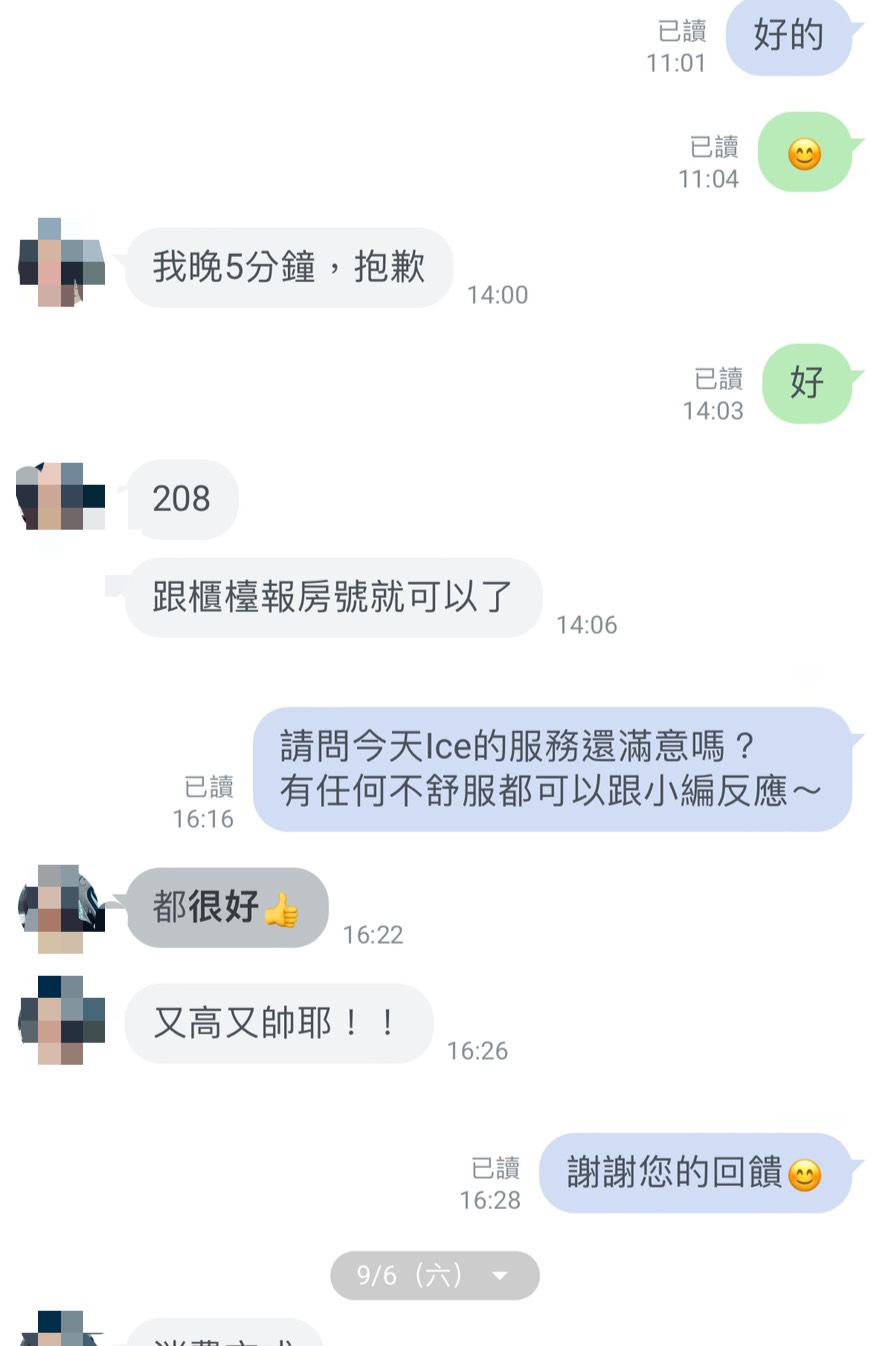 好的
已讀
11:01
😊
已讀
11:04
我晚5分鐘，抱歉
14:00
好
已讀
14:03
208
跟櫃檯報房號就可以了
14:06
請問今天Ice的服務還滿意嗎？
有任何不舒服都可以跟小編反應～
已讀
16:16
都很好👍
16:22
又高又帥耶！！
16:26
謝謝您的回饋😊
已讀
16:28
9/6（六）